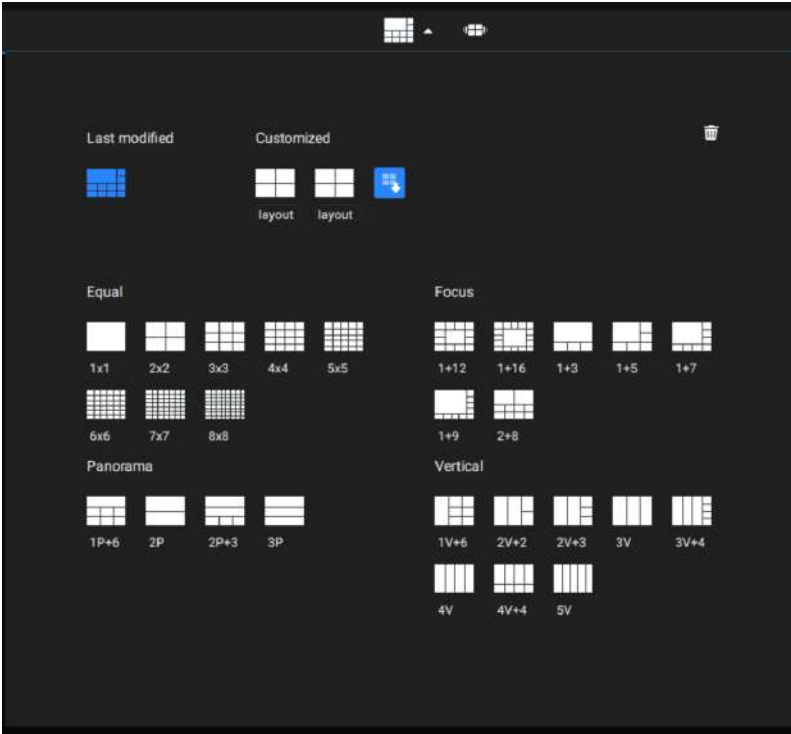 Last modified
Customized
layout
layout
Equal
Focus
1x1
2x2
3x3
4x4
5x5
1+12
1+16
1+3
1+5
1+7
6x6
7x7
8x8
1+9
2+8
Panorama
Vertical
1P+6
2P
2P+3
3P
1V+6
2V+2
2V+3
3V
3V+4
4V
4V+4
5V